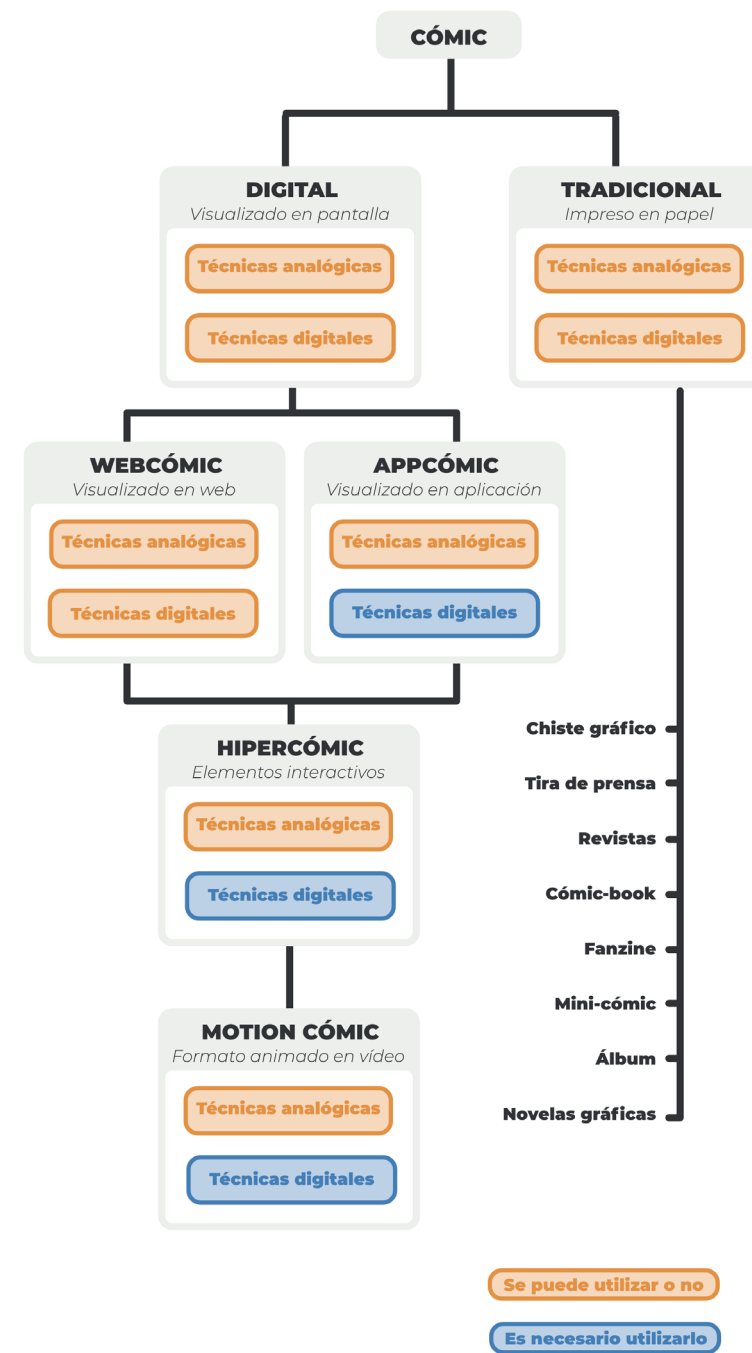 CÓMIC
DIGITAL
Visualizado en pantalla
Técnicas analógicas
Técnicas digitales
TRADICIONAL
Impreso en papel
Técnicas analógicas
Técnicas digitales
WEBCÓMIC
Visualizado en web
Técnicas analógicas
Técnicas digitales
APPCÓMIC
Visualizado en aplicación
Técnicas analógicas
Técnicas digitales
HIPERCÓMIC
Elementos interactivos
Técnicas analógicas
Técnicas digitales
MOTION CÓMIC
Formato animado en vídeo
Técnicas analógicas
Técnicas digitales
Chiste gráfico
Tira de prensa
Revistas
Cómic-book
Fanzine
Mini-cómic
Álbum
Novelas gráficas
Se puede utilizar o no
Es necesario utilizarlo